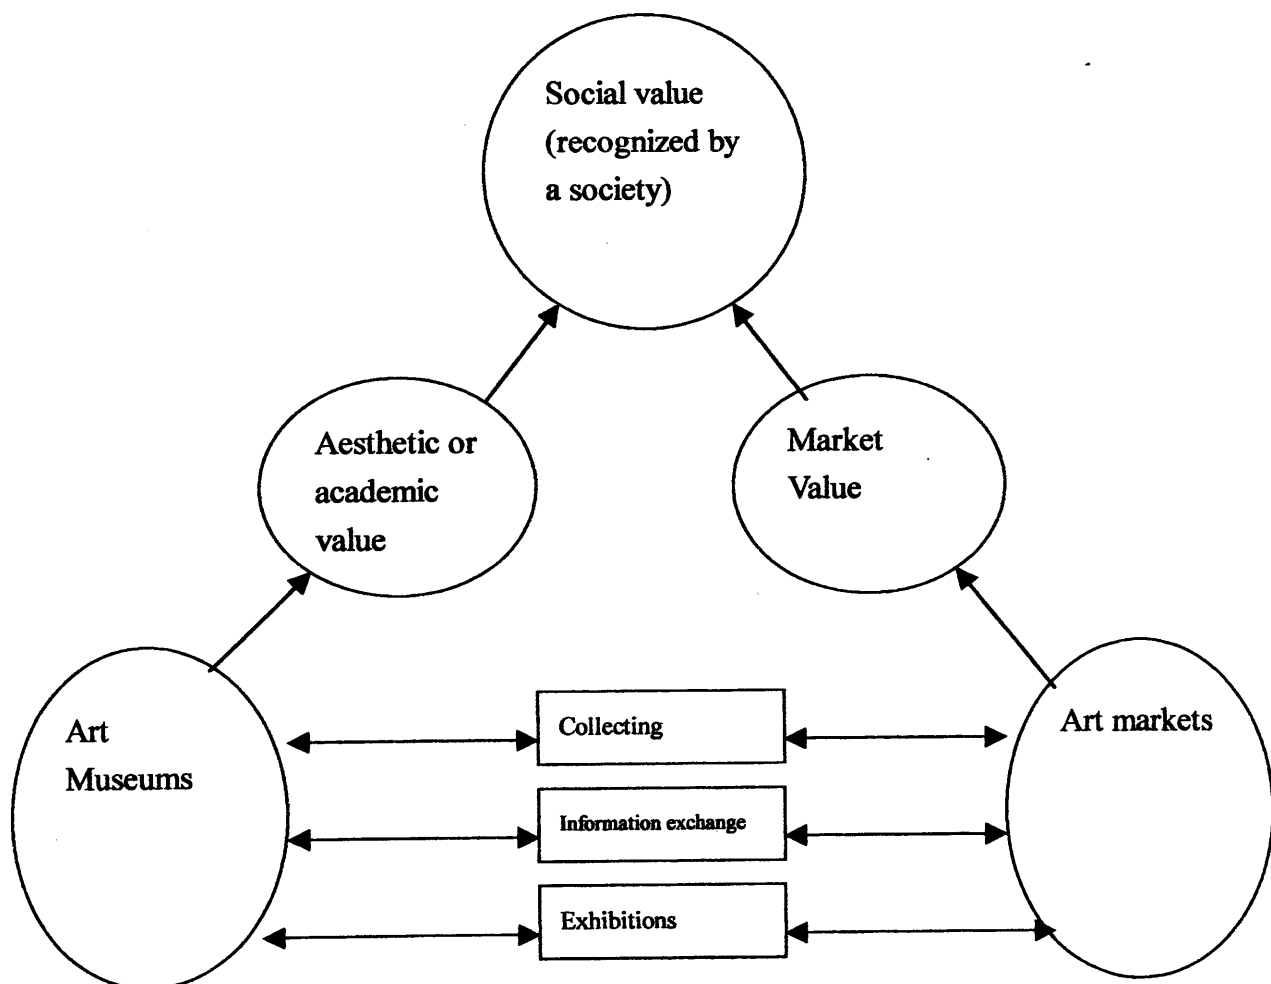 Social value
(recognized by
a society)
Aesthetic or
academic
value
Market
Value
Art
Museums
Collecting
Information exchange
Exhibitions
Art markets